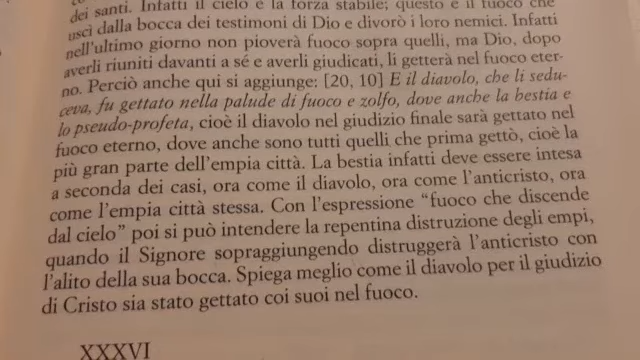 dei santi. Infatti il cielo è la forza stabile; questo è il fuoco che
uscì dalla bocca dei testimoni di Dio e divorò i loro nemici. Infatti
nell'ultimo giorno non pioverà fuoco sopra quelli, ma Dio, dopo
averli riuniti davanti a sé e averli giudicati, li getterà nel fuoco eter-
no. Perciò anche qui si aggiunge: [20, 10] E il diavolo, che li sedu-
ceva, fu gettato nella palude di fuoco e zolfo, dove anche la bestia e
lo pseudo-profeta, cioè il diavolo nel giudizio finale sarà gettato nel
fuoco eterno, dove anche sono tutti quelli che prima gettò, cioè la
più gran parte dell'empia città. La bestia infatti deve essere intesa
a seconda dei casi, ora come il diavolo, ora come l'anticristo, ora
come l'empia città stessa. Con l'espressione “fuoco che discende
dal cielo” poi si può intendere la repentina distruzione degli empi,
quando il Signore sopraggiungendo distruggerà l'anticristo con
l'alito della sua bocca. Spiega meglio come il diavolo per il giudizio
di Cristo sia stato gettato coi suoi nel fuoco.
XXXVI